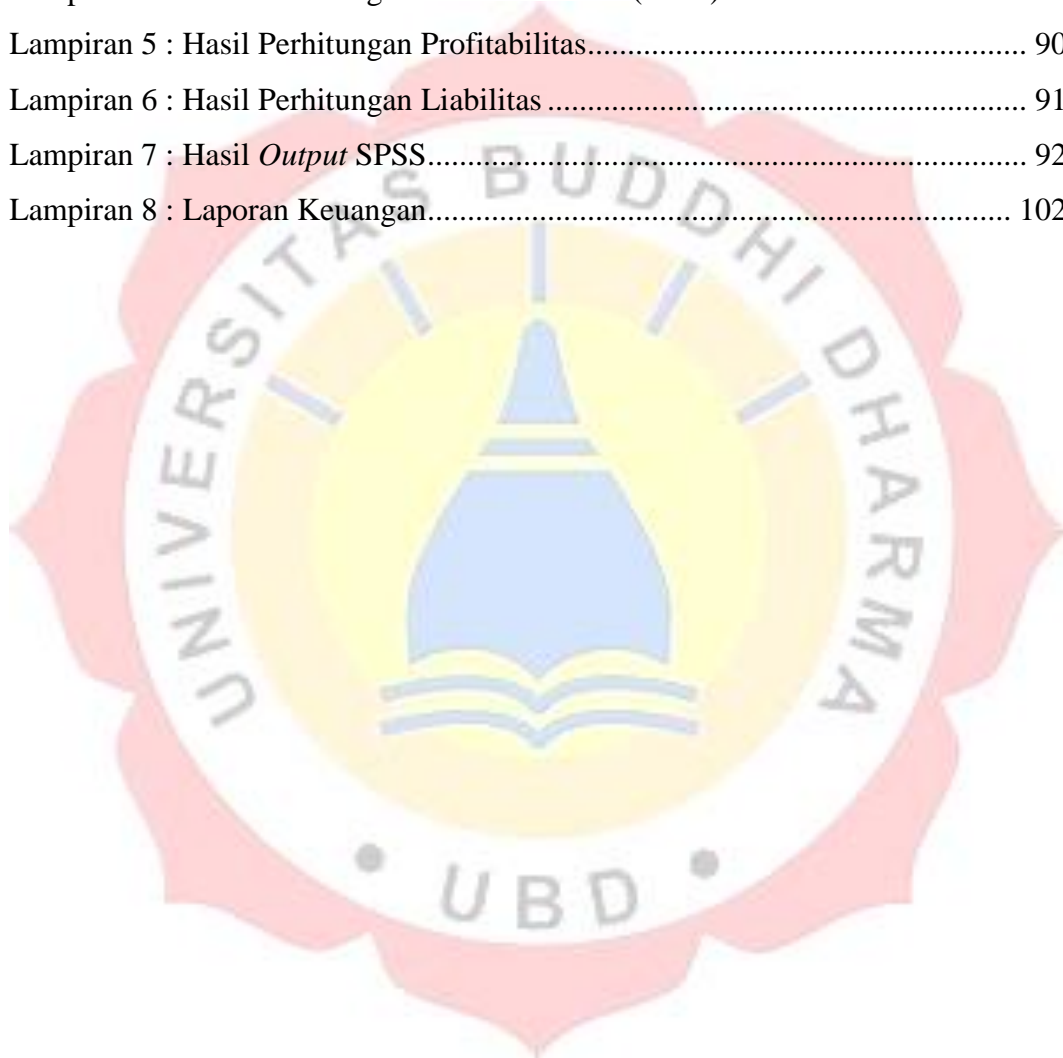 Lampiran 5 : Hasil Perhitungan Profitabilitas.......................................................... 90
Lampiran 6 : Hasil Perhitungan Liabilitas ............................................................... 91
Lampiran 7 : Hasil Output SPSS............................................................................... 92
Lampiran 8 : Laporan Keuangan............................................................................. 102
UNIVERSITAS BUDDHI DHARMA
• UBD •